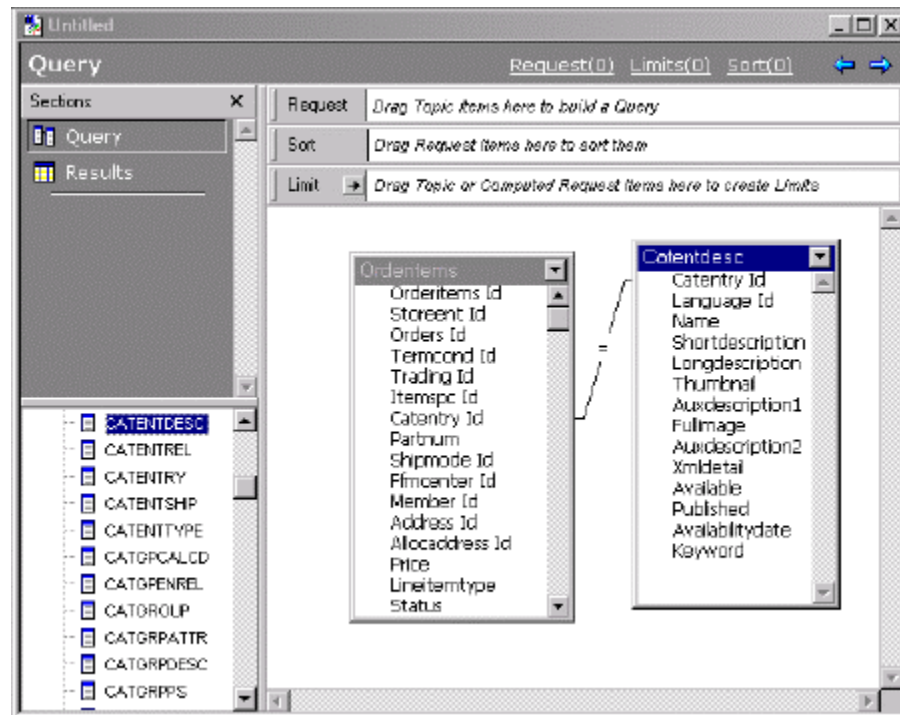 Untitled
Query
Request(0) Limits(0) Sort(0)
Sections
Query
Results
Request Drag Topic Items here to build a Query
Sort Drag Request Items here to sort them
Limit Drag Topic or Computed Request Items here to create Limits
Orderitems
Orderitems Id
Storeent Id
Orders Id
Termcond Id
Trading Id
Itemspc Id
Catentry Id
Partnum
Shipmode Id
Ffmcenter Id
Member Id
Address Id
Allocaddress Id
Price
Lineitemtype
Status
=
Catentdesc
Catentry Id
Language Id
Name
Shortdescription
Longdescription
Thumbnail
Auxdescription1
Fullimage
Auxdescription2
Xmldetail
Available
Published
Availabilitydate
Keyword
CATENTDESC
CATENTREL
CATENTRY
CATENTSHIP
CATENTTYPE
CATGPCALCD
CATGPENREL
CATGROUP
CATGRPATTR
CATGRPDESC
CATGRPPS